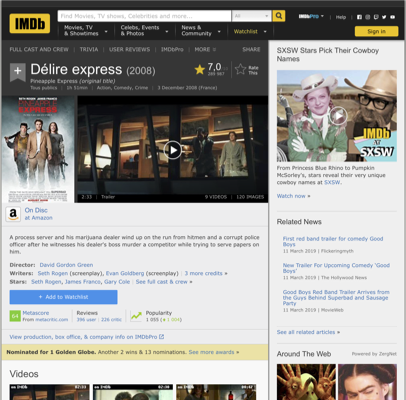 IMDb
Find Movies, TV shows, Celebrities and more...
All
IMDbPro
Help
Movies, TV & Showtimes
Celebs, Events & Photos
News & Community
Watchlist
Sign in
FULL CAST AND CREW | TRIVIA | USER REVIEWS | IMDbPro | MORE
SHARE
Délire express (2008)
Pineapple Express (original title)
Tous publics | 1h 51min | Action, Comedy, Crime | 3 December 2008 (France)
7,0
Rate This
2:33 | Trailer
9 VIDEOS | 120 IMAGES
On Disc
at Amazon
A process server and his marijuana dealer wind up on the run from hitmen and a corrupt police
officer after he witnesses his dealer's boss murder a competitor while trying to serve papers on
him.
Director: David Gordon Green
Writers: Seth Rogen (screenplay), Evan Goldberg (screenplay) | 3 more credits »
Stars: Seth Rogen, James Franco, Gary Cole | See full cast & crew »
+ Add to Watchlist
64
Metascore
From metacritic.com
Reviews
396 user | 226 critic
Popularity
1 055
View production, box office, & company info on IMDbPro
Nominated for 1 Golden Globe. Another 2 wins & 13 nominations. See more awards »
Videos
SXSW Stars Pick Their Cowboy
Names
IMDb
AT
SXSW
From Princess Blue Rhino to Pumpkin
McSorley's, stars reveal their very
unique cowboy names at SXSW.
Watch now »
Related News
First red band trailer for comedy Good
Boys
11 March 2019 | Flickeringmyth
New Trailer For Upcoming Comedy 'Good
Boys'
11 March 2019 | The Hollywood News
Good Boys Red Band Trailer Arrives from
the Guys Behind Superbad and Sausage
Party
11 March 2019 | MovieWeb
See all related articles »
Around The Web
Powered by ZergNet